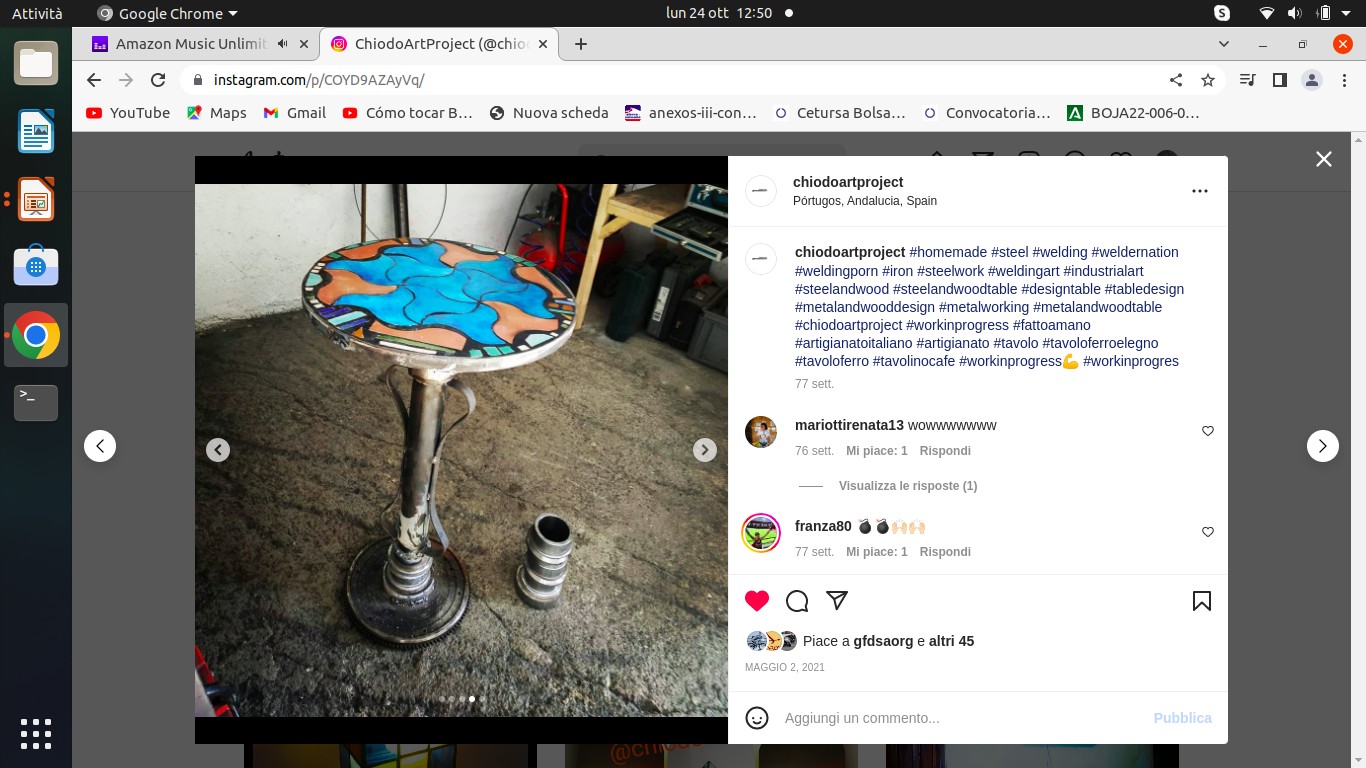 Attività
Google Chrome
lun 24 ott 12:50
S
Amazon Music Unlimit
ChiodoArtProject (@chio
instagram.com/p/COYD9AZAyVq/
YouTube
Maps
Gmail
Cómo tocar B…
Nuova scheda
anexos-iii-con…
Cetursa Bolsa…
Convocatoria…
BOJA22-006-0…
chiodoartproject
Pórtugos, Andalucia, Spain
chiodoartproject #homemade #steel #welding #weldernation
#weldingporn #iron #steelwork #weldingart #industrialart
#steelandwood #steelandwoodtable #designtable #tabledesign
#metalandwooddesign #metalworking #metalandwoodtable
#chiodoartproject #workinprogress #fattoamano
#artigianatoitaliano #artigianato #tavolo #tavoloferroelegno
#tavoloferro #tavolinocafe #workinprogress💪 #workinprogres
77 sett.
mariottirenata13 wowwwwwww
76 sett. Mi piace: 1 Rispondi
Visualizza le risposte (1)
franza80 💣💣🙌🏻🙌🏻
77 sett. Mi piace: 1 Rispondi
Piace a gfdsaorg e altri 45
MAGGIO 2, 2021
Aggiungi un commento...
Pubblica